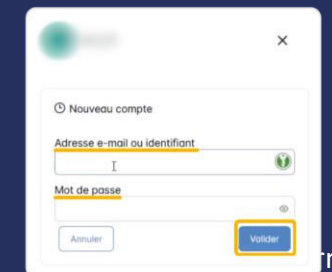 Nouveau compte
Adresse e-mail ou identifiant
Mot de passe
Annuler
Valider